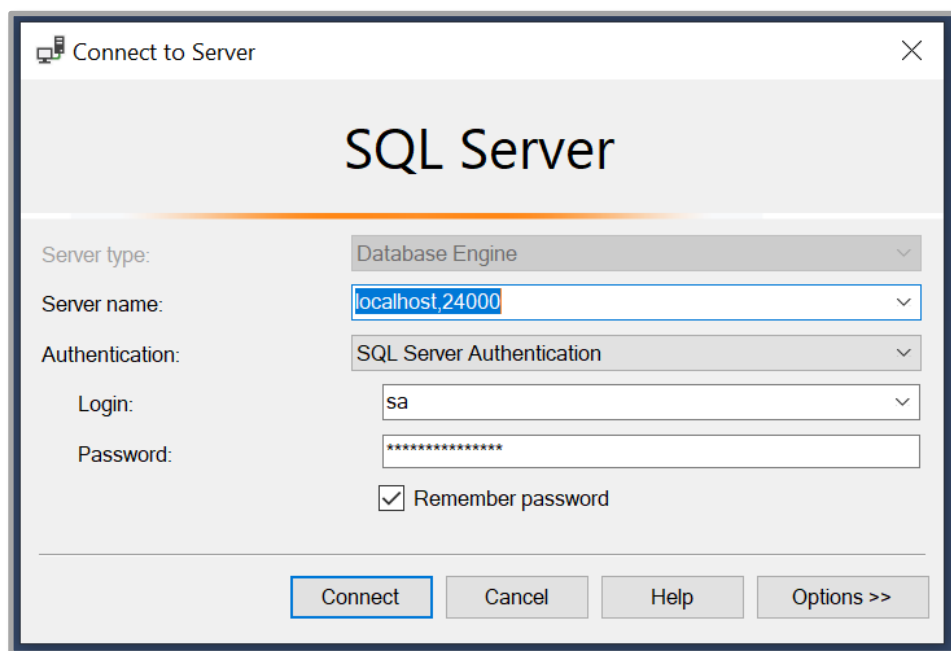 Connect to Server
SQL Server
Server type: Database Engine
Server name: localhost,24000
Authentication: SQL Server Authentication
Login: sa
Password: ***************
Remember password
Connect Cancel Help Options >>